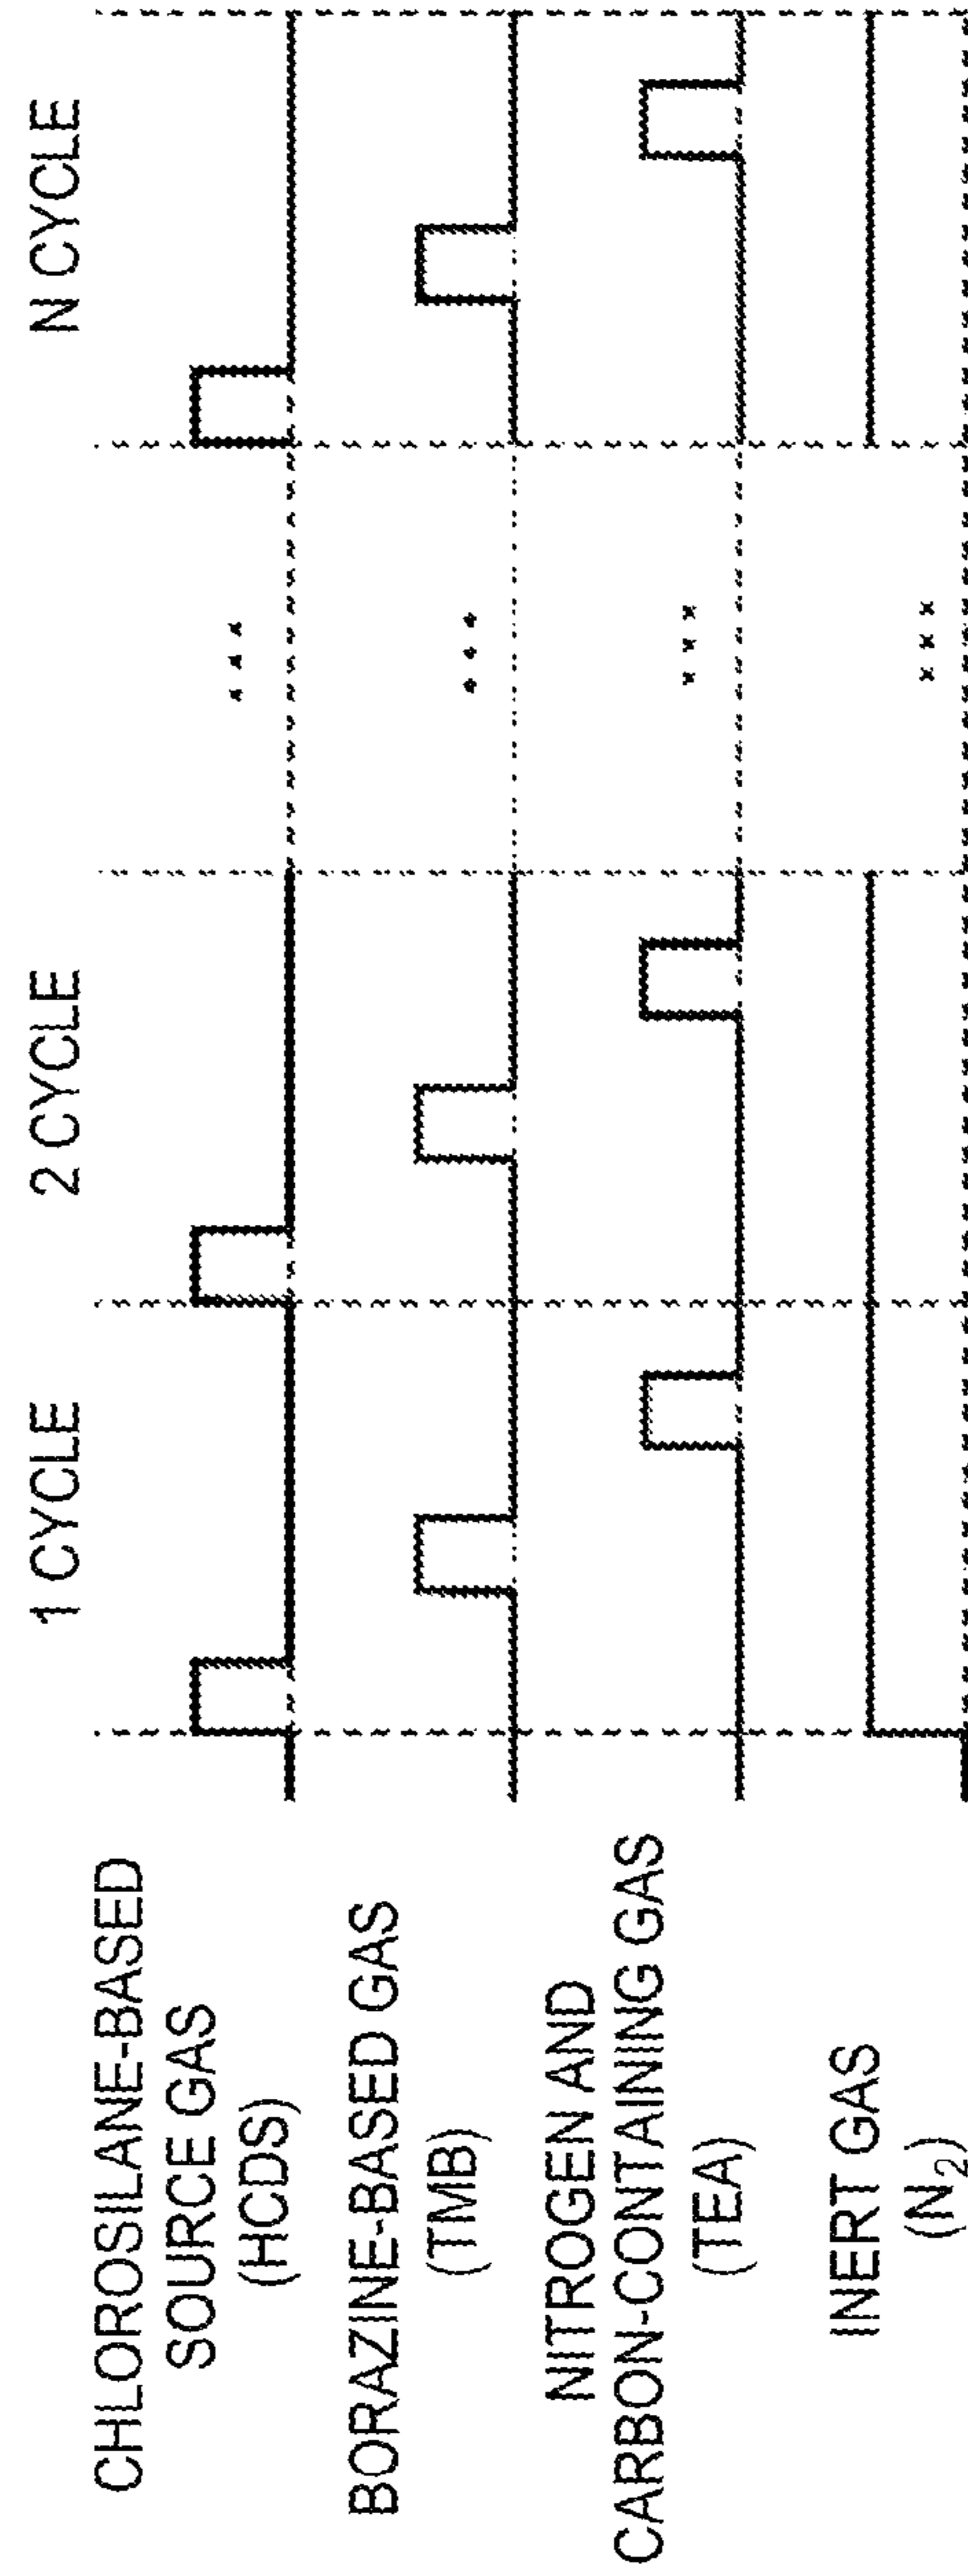 1 CYCLE
2 CYCLE
N CYCLE
CHLOROSILANE-BASED
SOURCE GAS
(HCDS)
BORAZINE-BASED GAS
(TMB)
NITROGEN AND
CARBON-CONTAINING GAS
(TEA)
INERT GAS
(N₂)